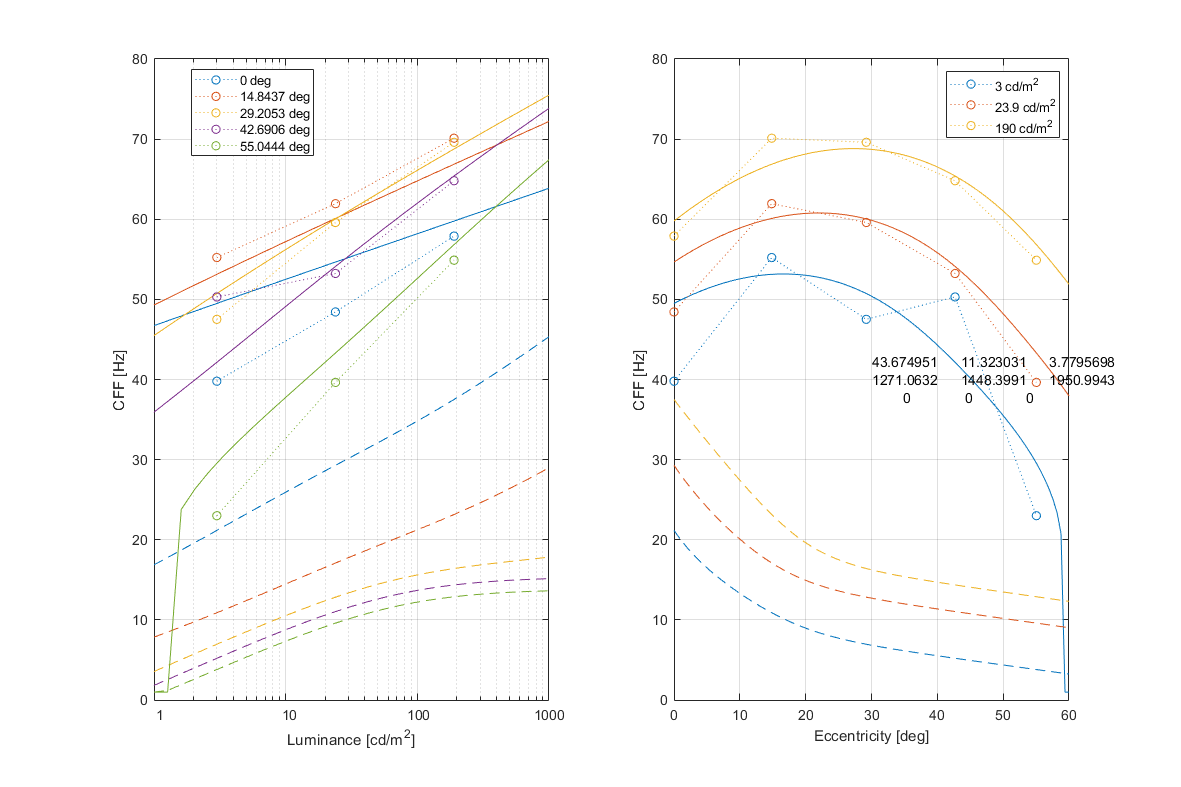 80
70
60
50
40
30
20
10
0
CFF [Hz]
1
10
100
1000
Luminance [cd/m²]
0 deg
14.8437 deg
29.2053 deg
42.6906 deg
55.0444 deg
80
70
60
50
40
30
20
10
0
CFF [Hz]
0
10
20
30
40
50
60
Eccentricity [deg]
3 cd/m²
23.9 cd/m²
190 cd/m²
43.674951 11.323031 3.7795698
1271.0632 1448.3991 1950.9943
0 0 0